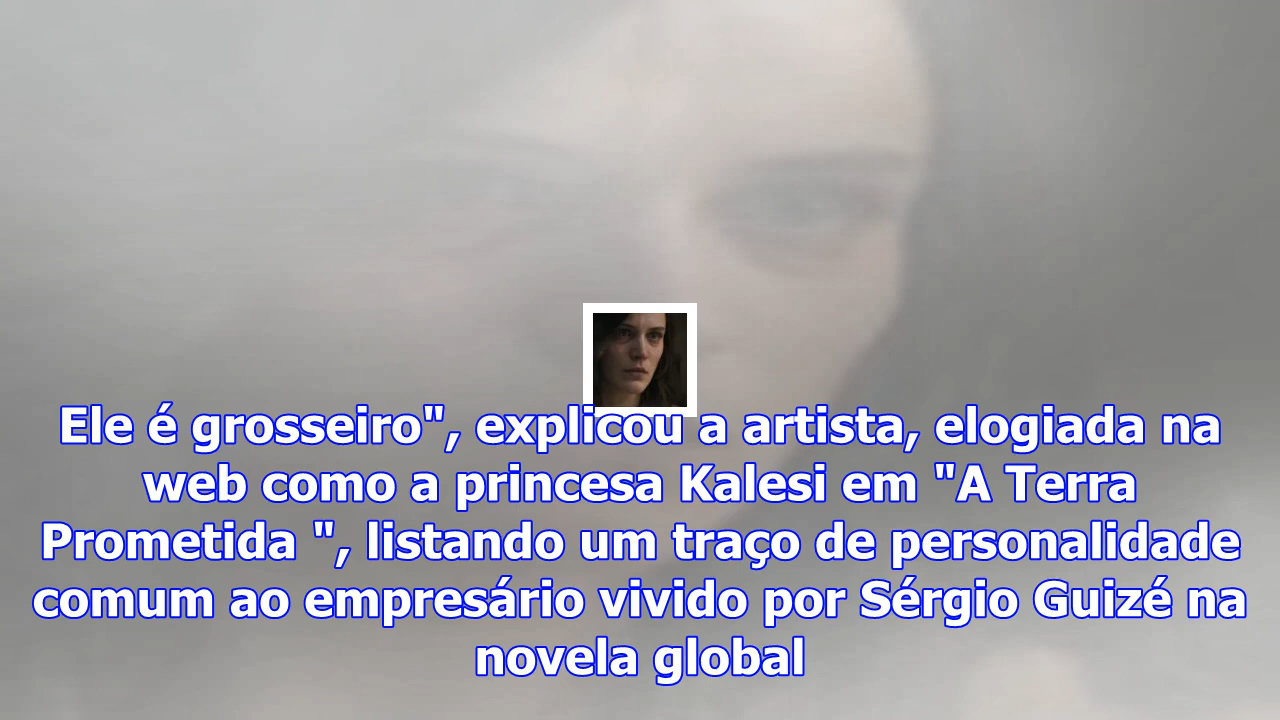 Ele é grosseiro", explicou a artista, elogiada na
web como a princesa Kalesi em "A Terra
Prometida ", listando um traço de personalidade
comum ao empresário vivido por Sérgio Guizé na
novela global